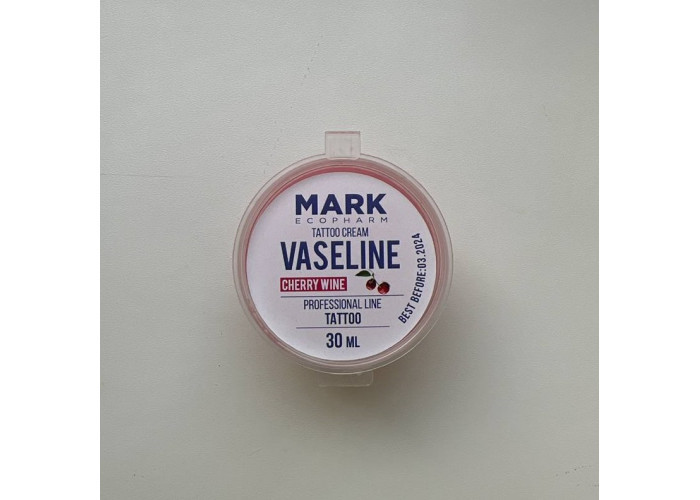 MARK
ECOPHARM
TATTOO CREAM
VASELINE
CHERRY WINE
PROFESSIONAL LINE
TATTOO
30 ML
BEST BEFORE:03.2024